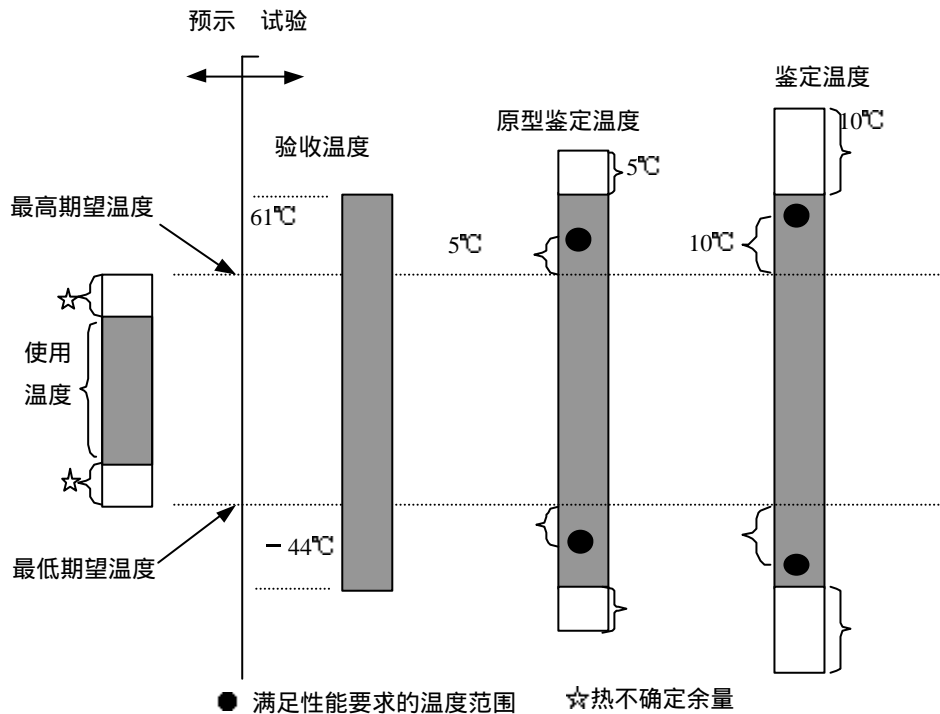 预示 试验
鉴定温度
原型鉴定温度
10℃
验收温度
5℃
最高期望温度
61℃
5℃
10℃
☆
使用
温度
☆
－44℃
最低期望温度
● 满足性能要求的温度范围 ☆热不确定余量